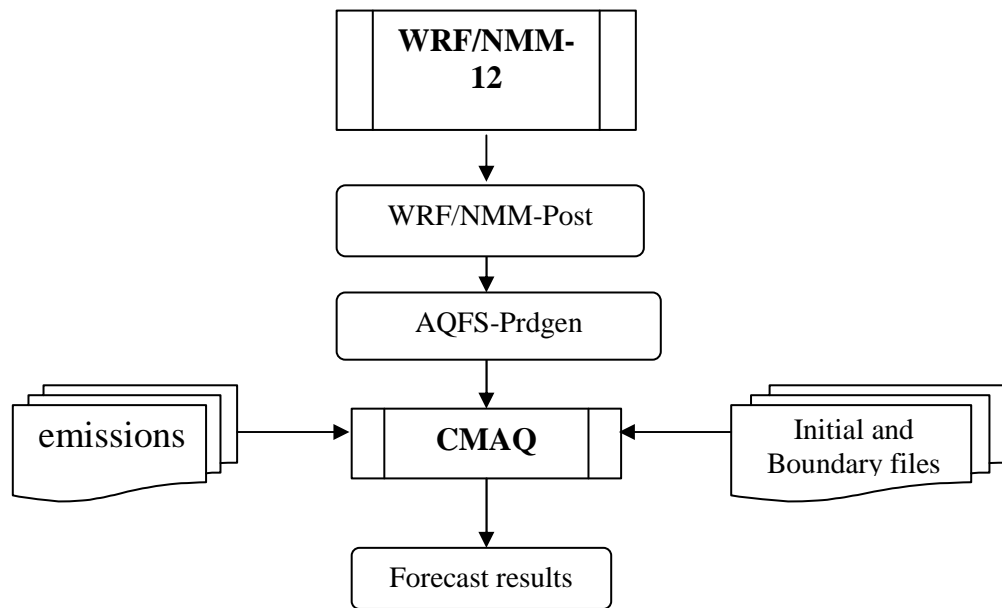 WRF/NMM-
12
WRF/NMM-Post
AQFS-Prdgen
emissions
CMAQ
Initial and
Boundary files
Forecast results